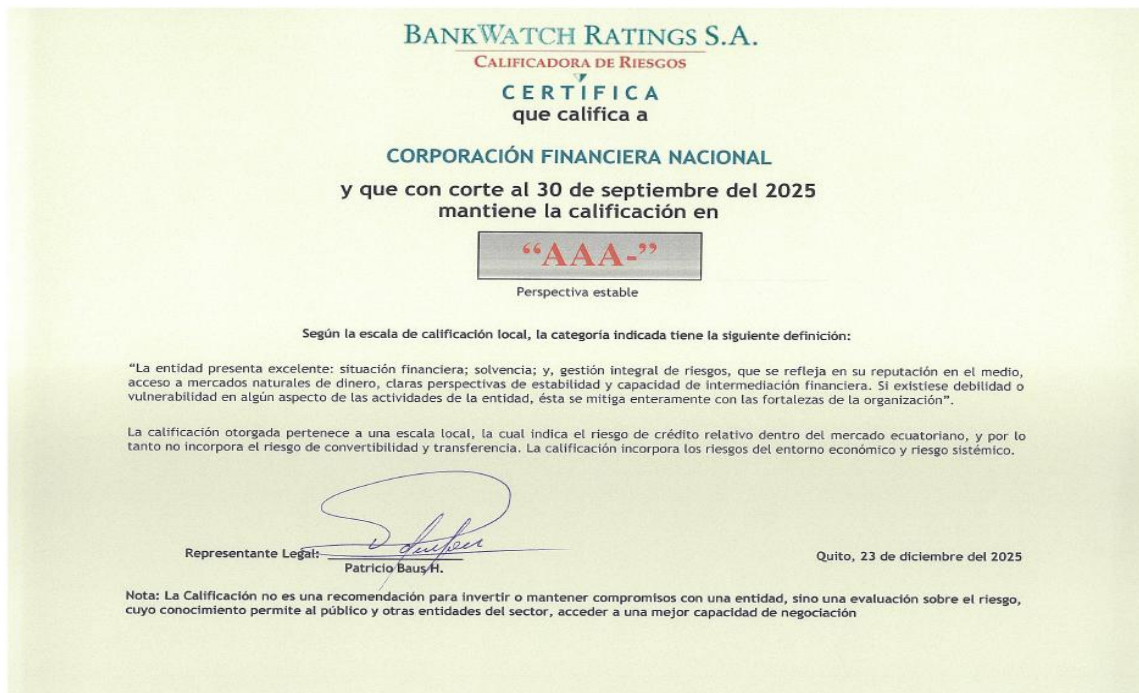 BANKWATCH RATINGS S.A.
CALIFICADORA DE RIESGOS
CERTIFICA
que califica a
CORPORACIÓN FINANCIERA NACIONAL
y que con corte al 30 de septiembre del 2025
mantiene la calificación en
“AAA-”
Perspectiva estable
Según la escala de calificación local, la categoría indicada tiene la siguiente definición:
“La entidad presenta excelente: situación financiera; solvencia; y, gestión integral de riesgos, que se refleja en su reputación en el medio,
acceso a mercados naturales de dinero, claras perspectivas de estabilidad y capacidad de intermediación financiera. Si existiese debilidad o
vulnerabilidad en algún aspecto de las actividades de la entidad, ésta se mitiga enteramente con las fortalezas de la organización”.
La calificación otorgada pertenece a una escala local, la cual indica el riesgo de crédito relativo dentro del mercado ecuatoriano, y por lo
tanto no incorpora el riesgo de convertibilidad y transferencia. La calificación incorpora los riesgos del entorno económico y riesgo sistémico.
Representante Legal:
Patricio Baus H.
Quito, 23 de diciembre del 2025
Nota: La Calificación no es una recomendación para invertir o mantener compromisos con una entidad, sino una evaluación sobre el riesgo,
cuyo conocimiento permite al público y otras entidades del sector, acceder a una mejor capacidad de negociación